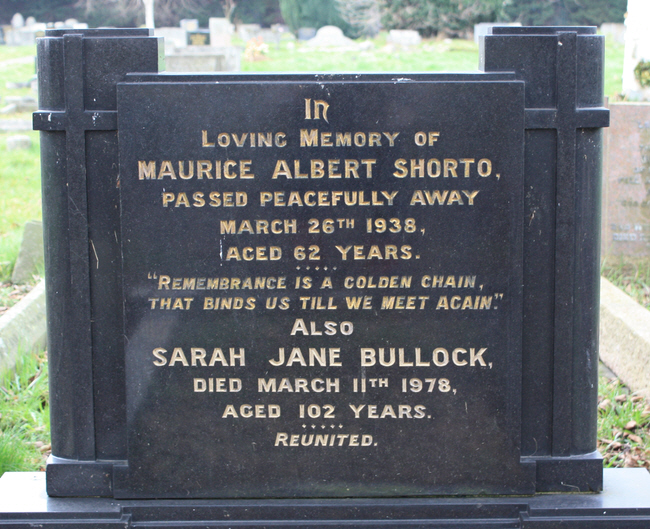 In
Loving Memory of
MAURICE ALBERT SHORTO,
PASSED PEACEFULLY AWAY
MARCH 26TH 1938,
AGED 62 YEARS.
"REMEMBRANCE IS A GOLDEN CHAIN,
THAT BINDS US TILL WE MEET AGAIN."
ALSO
SARAH JANE BULLOCK,
DIED MARCH 11TH 1978,
AGED 102 YEARS.
REUNITED.